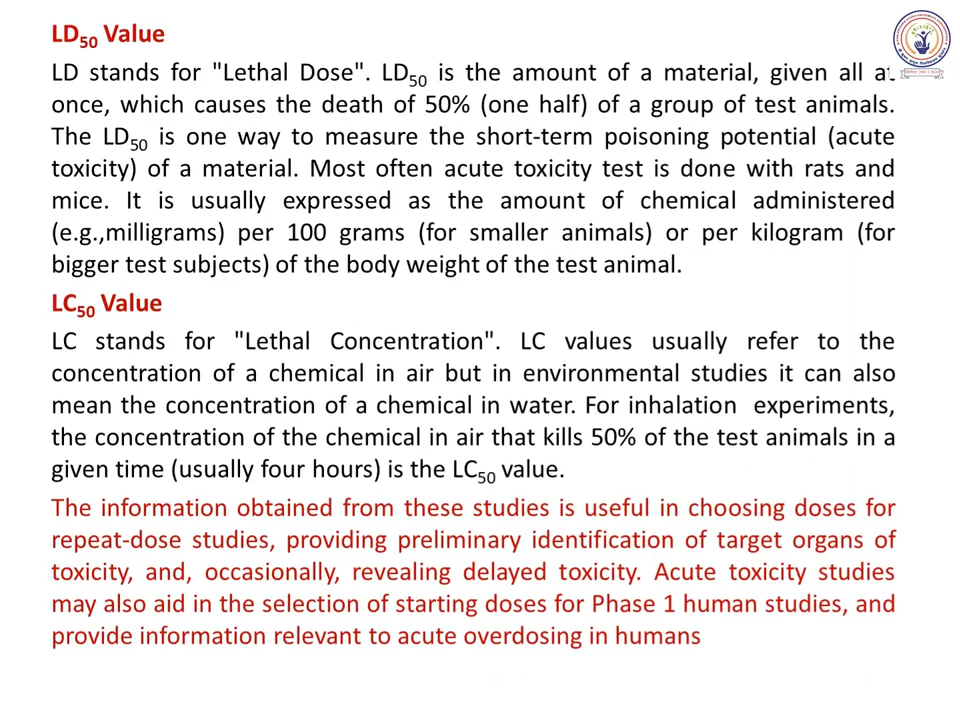 LD50 Value
LD stands for "Lethal Dose". LD50 is the amount of a material, given all at
once, which causes the death of 50% (one half) of a group of test animals.
The LD50 is one way to measure the short-term poisoning potential (acute
toxicity) of a material. Most often acute toxicity test is done with rats and
mice. It is usually expressed as the amount of chemical administered
(e.g.,milligrams) per 100 grams (for smaller animals) or per kilogram (for
bigger test subjects) of the body weight of the test animal.
LC50 Value
LC stands for "Lethal Concentration". LC values usually refer to the
concentration of a chemical in air but in environmental studies it can also
mean the concentration of a chemical in water. For inhalation experiments,
the concentration of the chemical in air that kills 50% of the test animals in a
given time (usually four hours) is the LC50 value.
The information obtained from these studies is useful in choosing doses for
repeat-dose studies, providing preliminary identification of target organs of
toxicity, and, occasionally, revealing delayed toxicity. Acute toxicity studies
may also aid in the selection of starting doses for Phase 1 human studies, and
provide information relevant to acute overdosing in humans